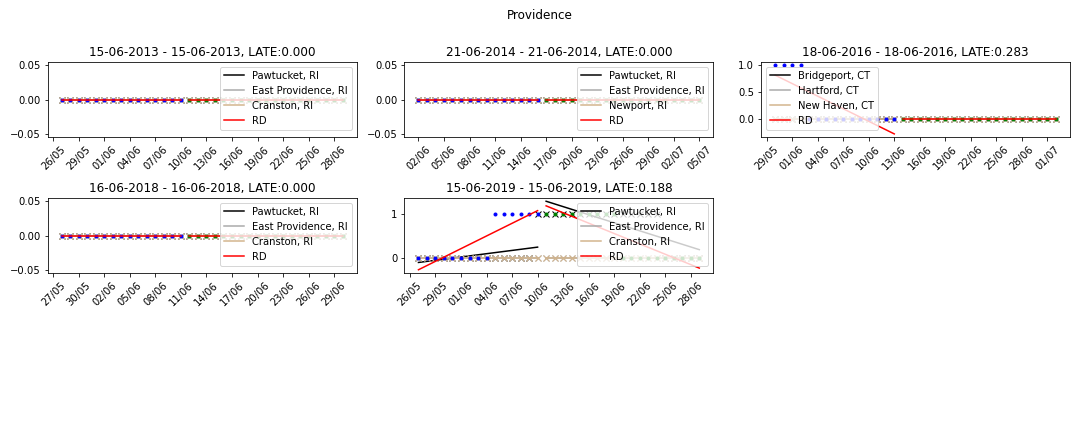 Providence
15-06-2013 - 15-06-2013, LATE:0.000
0.05
0.00
−0.05
Pawtucket, RI
East Providence, RI
Cranston, RI
RD
26/05 29/05 01/06 04/06 07/06 10/06 13/06 16/06 19/06 22/06 25/06 28/06
21-06-2014 - 21-06-2014, LATE:0.000
0.05
0.00
−0.05
Pawtucket, RI
East Providence, RI
Newport, RI
RD
02/06 05/06 08/06 11/06 14/06 17/06 20/06 23/06 26/06 29/06 02/07 05/07
18-06-2016 - 18-06-2016, LATE:0.283
1.0
0.5
0.0
Bridgeport, CT
Hartford, CT
New Haven, CT
RD
29/05 01/06 04/06 07/06 10/06 13/06 16/06 19/06 22/06 25/06 28/06 01/07
16-06-2018 - 16-06-2018, LATE:0.000
0.05
0.00
−0.05
Pawtucket, RI
East Providence, RI
Cranston, RI
RD
27/05 30/05 02/06 05/06 08/06 11/06 14/06 17/06 20/06 23/06 26/06 29/06
15-06-2019 - 15-06-2019, LATE:0.188
1
0
Pawtucket, RI
East Providence, RI
Cranston, RI
RD
26/05 29/05 01/06 04/06 07/06 10/06 13/06 16/06 19/06 22/06 25/06 28/06